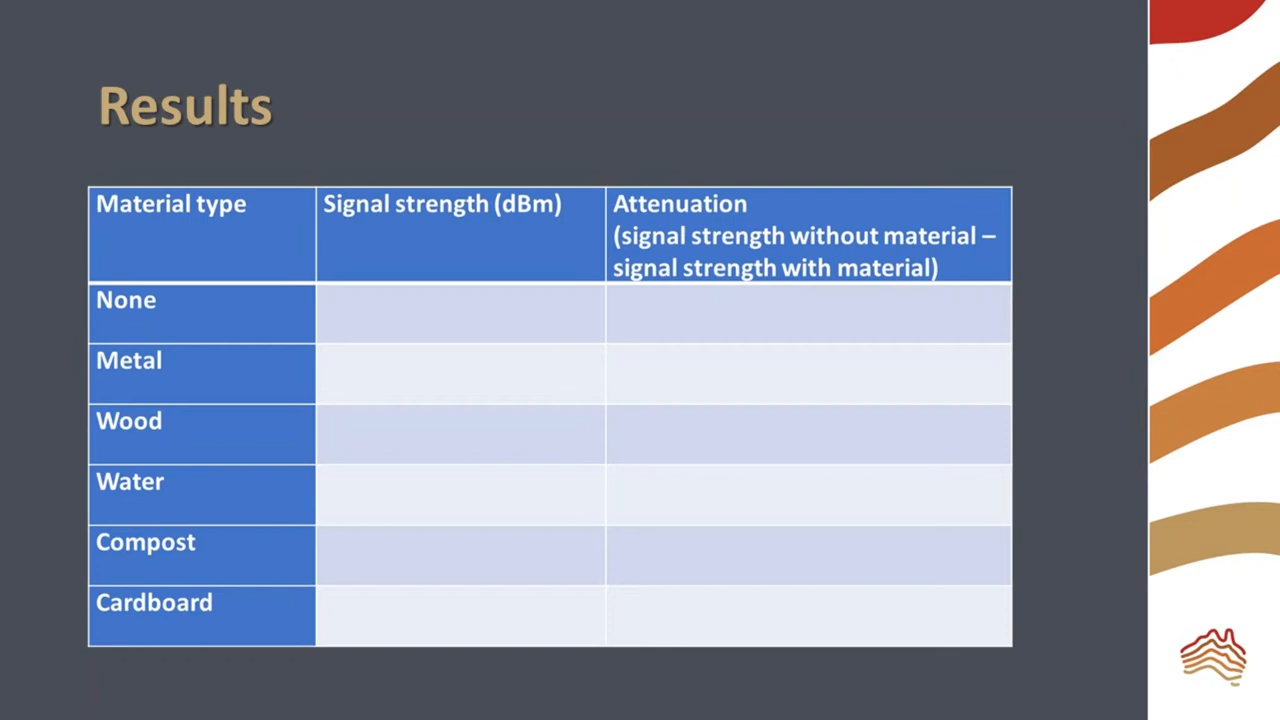 Results
Material type
Signal strength (dBm)
Attenuation
(signal strength without material –
signal strength with material)
None
Metal
Wood
Water
Compost
Cardboard